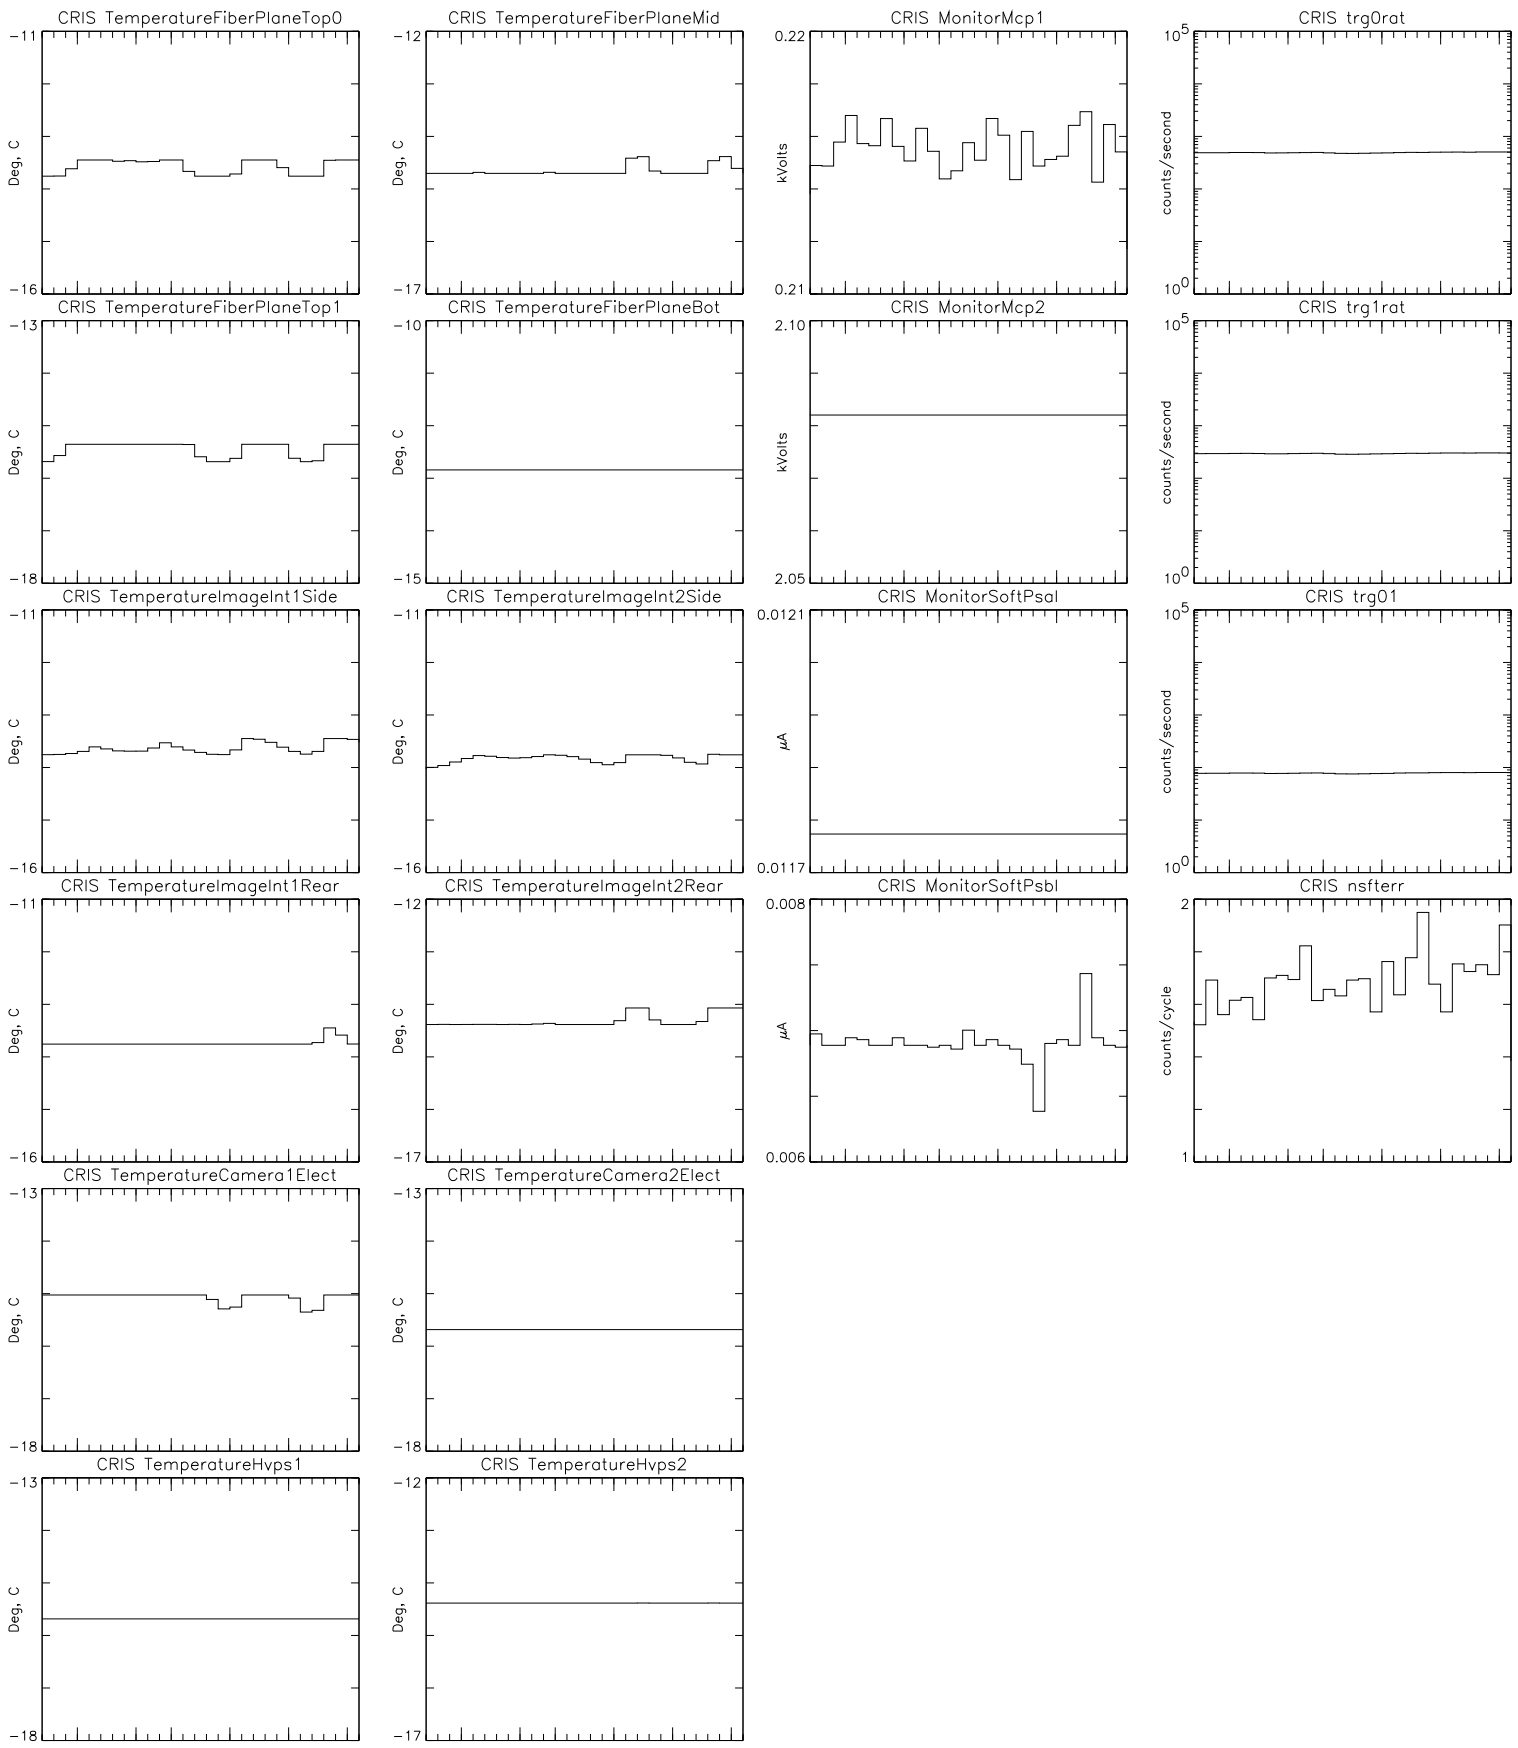 CRIS TemperatureFiberPlaneTop0
CRIS TemperatureFiberPlaneMid
CRIS MonitorMcp1
CRIS trg0rat
-11
-16
Deg, C
-12
-17
Deg, C
0.22
0.21
kVolts
10^5
10^0
counts/second
CRIS TemperatureFiberPlaneTop1
CRIS TemperatureFiberPlaneBot
CRIS MonitorMcp2
CRIS trg1rat
-13
-18
Deg, C
-10
-15
Deg, C
2.10
2.05
kVolts
10^5
10^0
counts/second
CRIS TemperatureImageInt1Side
CRIS TemperatureImageInt2Side
CRIS MonitorSoftPsaI
CRIS trg01
-11
-16
Deg, C
-11
-16
Deg, C
0.0121
0.0117
μA
10^5
10^0
counts/second
CRIS TemperatureImageInt1Rear
CRIS TemperatureImageInt2Rear
CRIS MonitorSoftPsbI
CRIS nsfterr
-11
-16
Deg, C
-12
-17
Deg, C
0.008
0.006
μA
2
1
counts/cycle
CRIS TemperatureCamera1Elect
CRIS TemperatureCamera2Elect
-13
-18
Deg, C
-13
-18
Deg, C
CRIS TemperatureHvps1
CRIS TemperatureHvps2
-13
-18
Deg, C
-12
-17
Deg, C